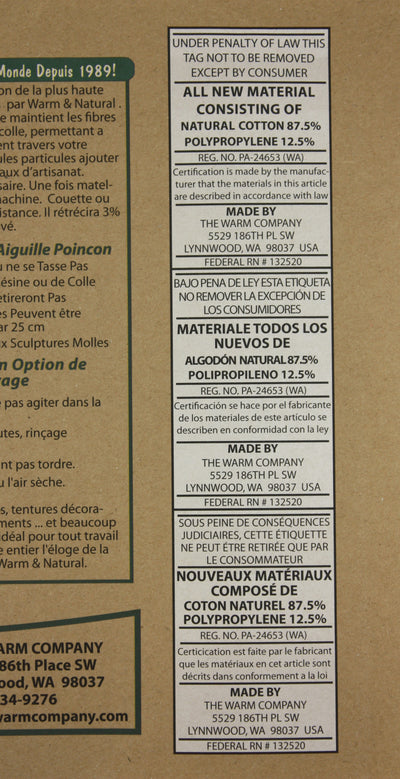 Monde Depuis 1989!
on de la plus haute
par Warm & Natural .
e maintient les fibres
colle, permettant a
ent travers votre
ules particules ajouter
aux d'artisanat.
saire. Une fois matel-
achine. Couette ou
istance. Il rétrécira 3%
vé.
Aiguille Poincon
u ne se Tasse Pas
ésine ou de Colle
etireront Pas
es Peuvent être
ar 25 cm
ux Sculptures Molles
n Option de
age
e pas agiter dans la
utes, rinçage
nt pas tordre.
u l'air sèche.
s, tentures décora-
ments ... et beaucoup
idéal pour tout travail
e entier l'éloge de la
Warm & Natural.
ARM COMPANY
86th Place SW
ood, WA 98037
34-9276
warmcompany.com
UNDER PENALTY OF LAW THIS
TAG NOT TO BE REMOVED
EXCEPT BY CONSUMER
ALL NEW MATERIAL
CONSISTING OF
NATURAL COTTON 87.5%
POLYPROPYLENE 12.5%
REG. NO. PA-24653 (WA)
Certification is made by the manufac-
turer that the materials in this article
are described in accordance with law
MADE BY
THE WARM COMPANY
5529 186TH PL SW
LYNNWOOD, WA 98037 USA
FEDERAL RN # 132520
BAJO PENA DE LEY ESTA ETIQUETA
NO REMOVER LA EXCEPCIÓN DE
LOS CONSUMIDORES
MATERIALE TODOS LOS
NUEVOS DE
ALGODÓN NATURAL 87.5%
POLIPROPILENO 12.5%
REG. NO. PA-24653 (WA)
Certificación se hace por el fabricante
de los materiales de este artículo se
describen en conformidad con la ley
MADE BY
THE WARM COMPANY
5529 186TH PL SW
LYNNWOOD, WA 98037 USA
FEDERAL RN # 132520
SOUS PEINE DE CONSÉQUENCES
JUDICIAIRES, CETTE ÉTIQUETTE
NE PEUT ÉTRE RETIRÉE QUE PAR
LE CONSOMMATEUR
NOUVEAUX MATÉRIAUX
COMPOSÉ DE
COTON NATUREL 87.5%
POLYPROPYLENE 12.5%
REG. NO. PA-24653 (WA)
Certicication est faite par le fabricant
que les matériaux en cet article sont
décrits dans conformement a la loi
MADE BY
THE WARM COMPANY
5529 186TH PL SW
LYNNWOOD, WA 98037 USA
FEDERAL RN # 132520